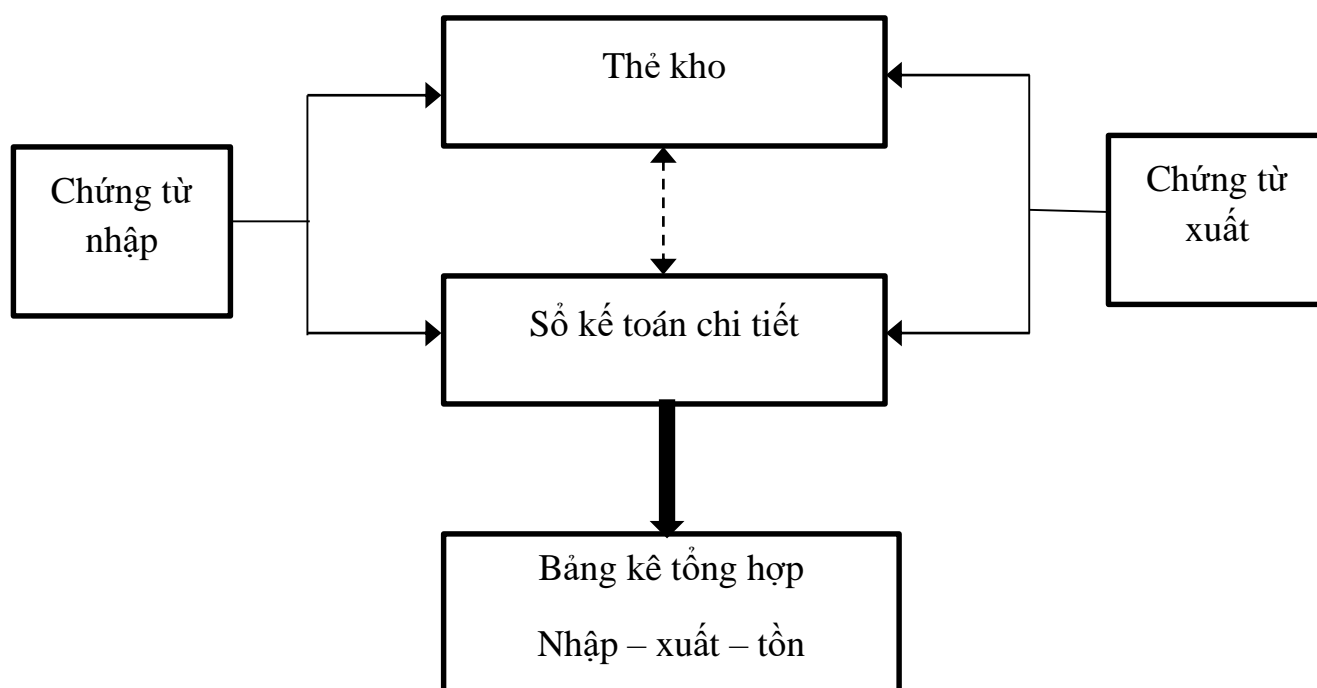 Thẻ kho
Chứng từ
nhập
Chứng từ
xuất
Sổ kế toán chi tiết
Bảng kê tổng hợp
Nhập – xuất – tồn